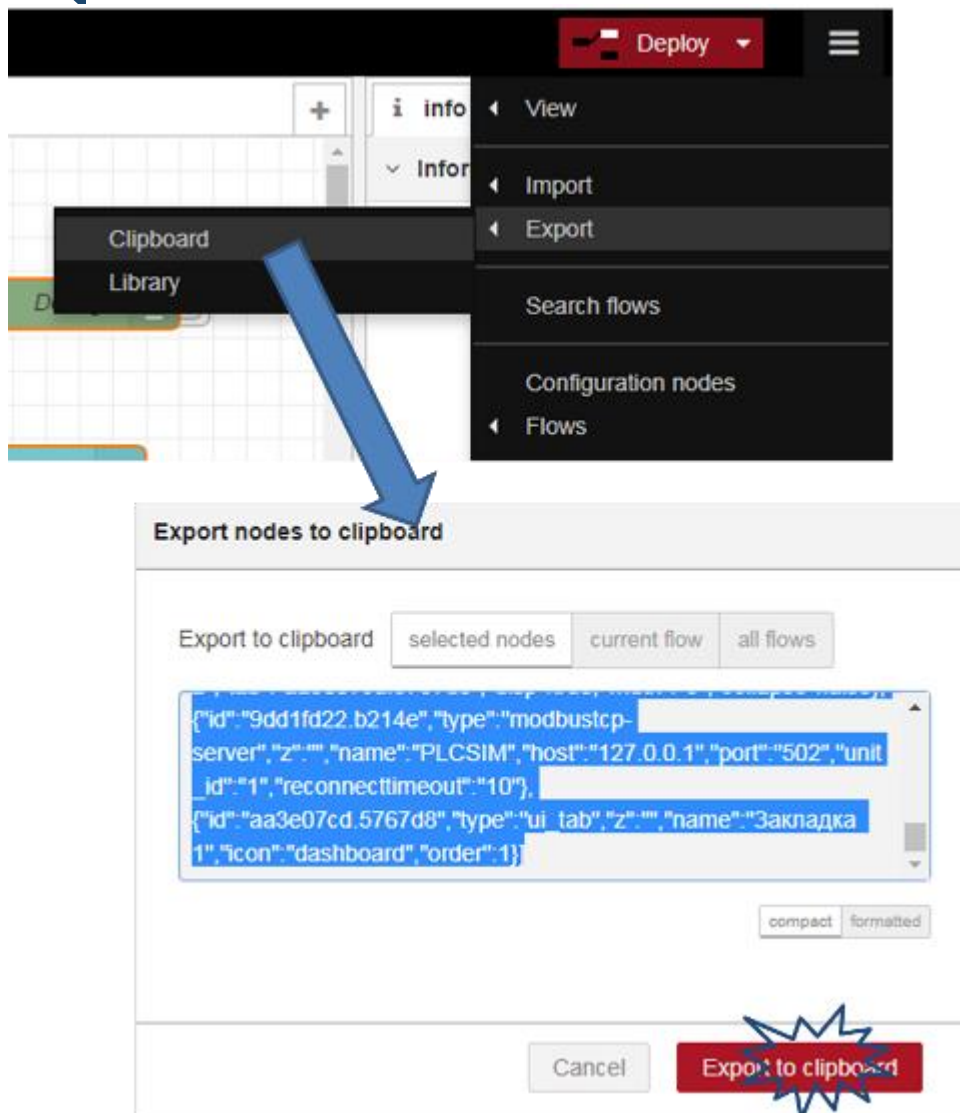 Deploy
info
View
Infor
Import
Export
Clipboard
Library
Search flows
Configuration nodes
Flows
Export nodes to clipboard
Export to clipboard selected nodes current flow all flows
{"id":"9dd1fd22.b214e","type":"modbustcp-
server","z":"","name":"PLCSIM","host":"127.0.0.1","port":"502","unit
_id":"1","reconnecttimeout":"10"},
{"id":"aa3e07cd.5767d8","type":"ui_tab","z":"","name":"Закладка
1","icon":"dashboard","order":1}]
compact formatted
Cancel Export to clipboard